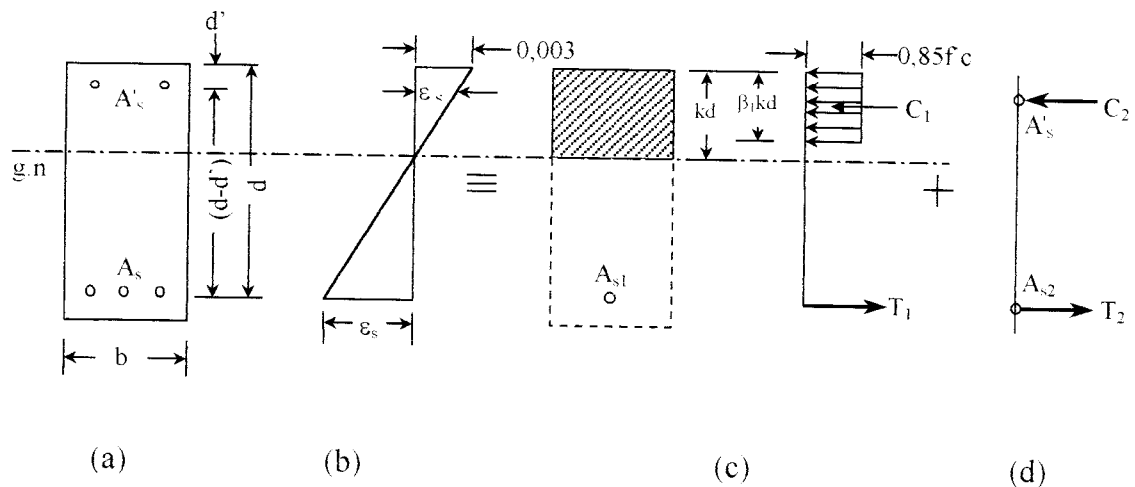 d'
0,003
0,85f'c
A's
ε's
kd
β1kd
C1
C2
A's
g.n
(d-d')
d
As
As1
As2
T1
T2
εs
b
(a)
(b)
(c)
(d)